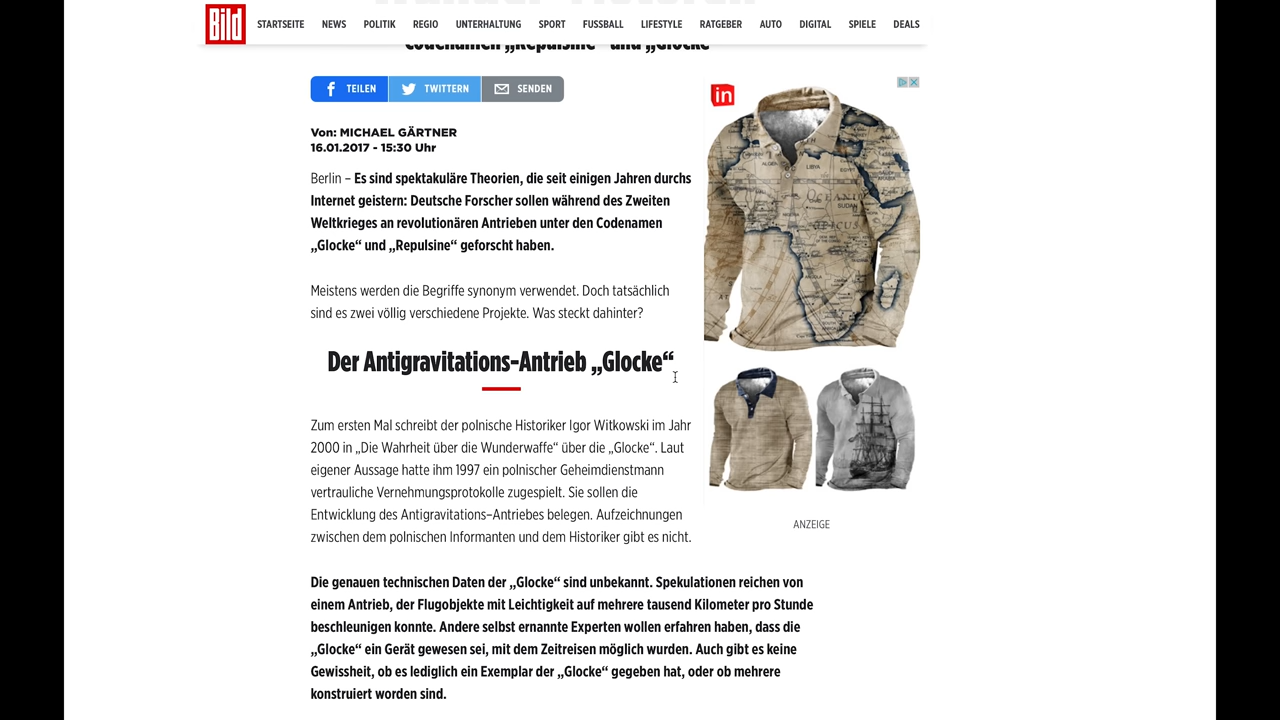 Bild
STARTSEITE NEWS POLITIK REGIO UNTERHALTUNG SPORT FUSSBALL LIFESTYLE RATGEBER AUTO DIGITAL SPIELE DEALS
Codenamen „Repulsine“ und „Glocke“
TEILEN TWITTERN SENDEN
Von: MICHAEL GÄRTNER
16.01.2017 - 15:30 Uhr
Berlin – Es sind spektakuläre Theorien, die seit einigen Jahren durchs
Internet geistern: Deutsche Forscher sollen während des Zweiten
Weltkrieges an revolutionären Antrieben unter den Codenamen
„Glocke“ und „Repulsine“ geforscht haben.
Meistens werden die Begriffe synonym verwendet. Doch tatsächlich
sind es zwei völlig verschiedene Projekte. Was steckt dahinter?
Der Antigravitations-Antrieb „Glocke“
Zum ersten Mal schreibt der polnische Historiker Igor Witkowski im Jahr
2000 in „Die Wahrheit über die Wunderwaffe“ über die „Glocke“. Laut
eigener Aussage hatte ihm 1997 ein polnischer Geheimdienstmann
vertrauliche Vernehmungsprotokolle zugespielt. Sie sollen die
Entwicklung des Antigravitations-Antriebes belegen. Aufzeichnungen
zwischen dem polnischen Informanten und dem Historiker gibt es nicht.
Die genauen technischen Daten der „Glocke“ sind unbekannt. Spekulationen reichen von
einem Antrieb, der Flugobjekte mit Leichtigkeit auf mehrere tausend Kilometer pro Stunde
beschleunigen konnte. Andere selbst ernannte Experten wollen erfahren haben, dass die
„Glocke“ ein Gerät gewesen sei, mit dem Zeitreisen möglich wurden. Auch gibt es keine
Gewissheit, ob es lediglich ein Exemplar der „Glocke“ gegeben hat, oder ob mehrere
konstruiert worden sind.
in
ALGERIA LIBYA
SUDAN
ANZEIGE